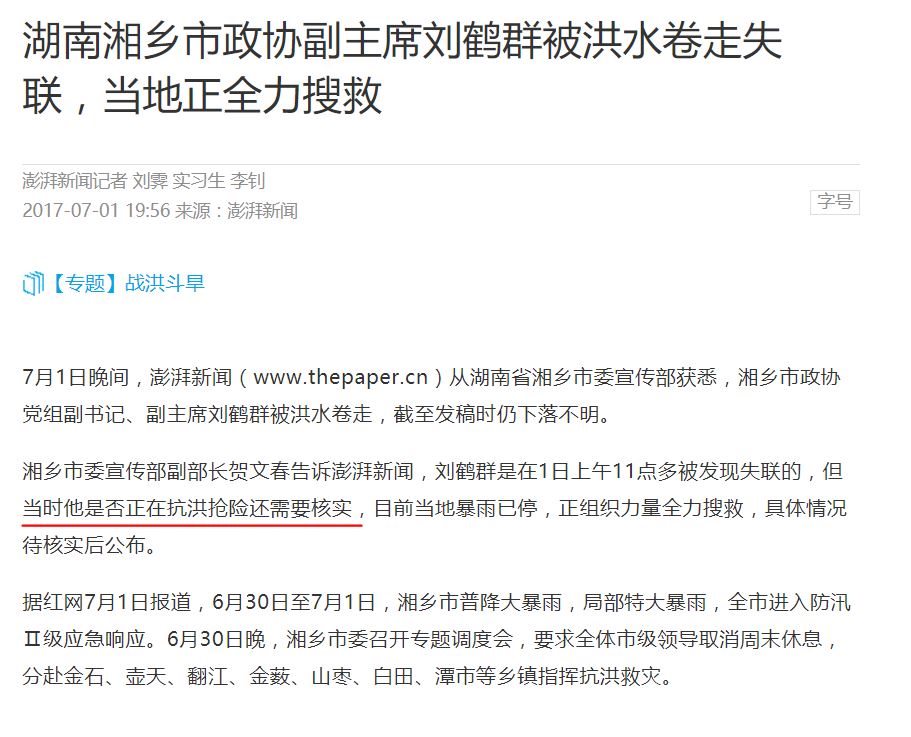 湖南湘乡市政协副主席刘鹤群被洪水卷走失
联，当地正全力搜救
澎湃新闻记者 刘霁 实习生 李钊
2017-07-01 19:56 来源：澎湃新闻
字号
【专题】战洪斗旱
7月1日晚间，澎湃新闻（www.thepaper.cn）从湖南省湘乡市委宣传部获悉，湘乡市政协
党组副书记、副主席刘鹤群被洪水卷走，截至发稿时仍下落不明。
湘乡市委宣传部副部长贺文春告诉澎湃新闻，刘鹤群是在1日上午11点多被发现失联的，但
当时他是否正在抗洪抢险还需要核实，目前当地暴雨已停，正组织力量全力搜救，具体情况
待核实后公布。
据红网7月1日报道，6月30日至7月1日，湘乡市普降大暴雨，局部特大暴雨，全市进入防汛
Ⅱ级应急响应。6月30日晚，湘乡市委召开专题调度会，要求全体市级领导取消周末休息，
分赴金石、壶天、翻江、金薮、山枣、白田、潭市等乡镇指挥抗洪救灾。